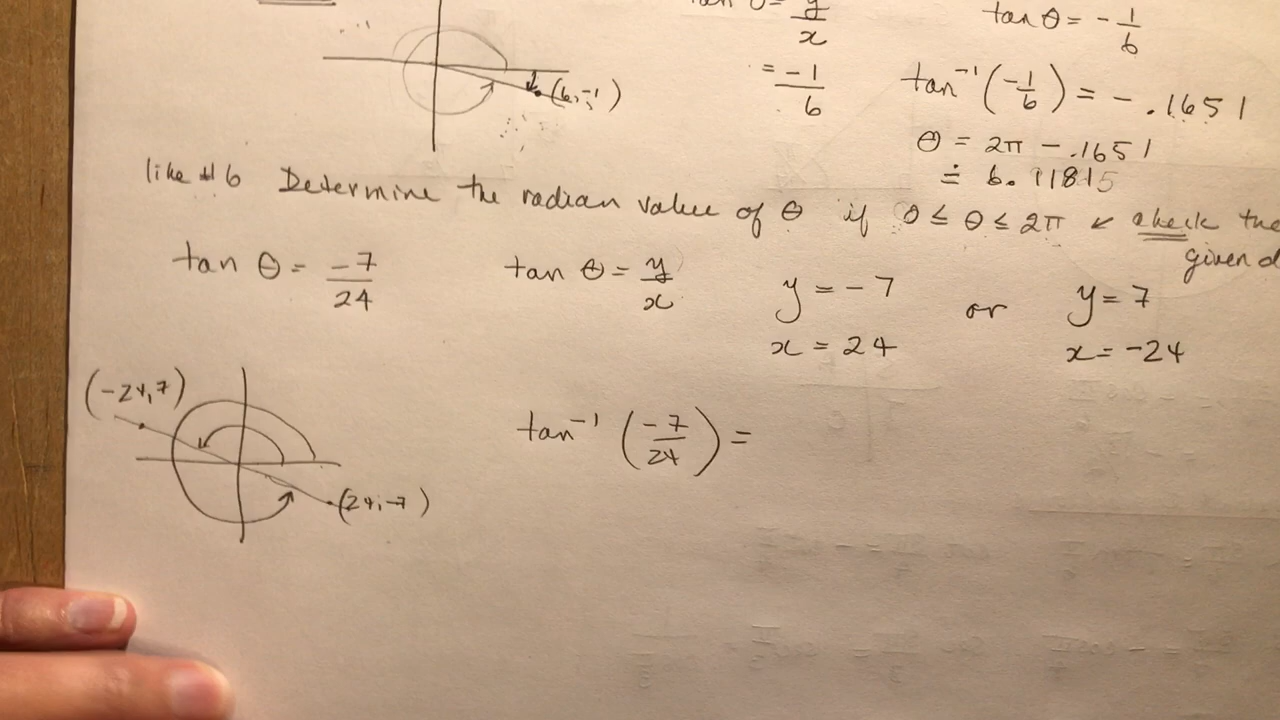 tan θ = y/x
= -1/6
tan θ = - 1/6
(6, -1)
tan⁻¹ (-1/6) = - .1651
θ = 2π - .1651
≐ 6.11815
like #6 Determine the radian value of θ if 0 ≤ θ ≤ 2π ↙ check the
given d
tan θ = -7/24
tan θ = y/x
y = -7
x = 24
or
y = 7
x = -24
(-24, 7)
(24, -7)
tan⁻¹ (-7/24) =